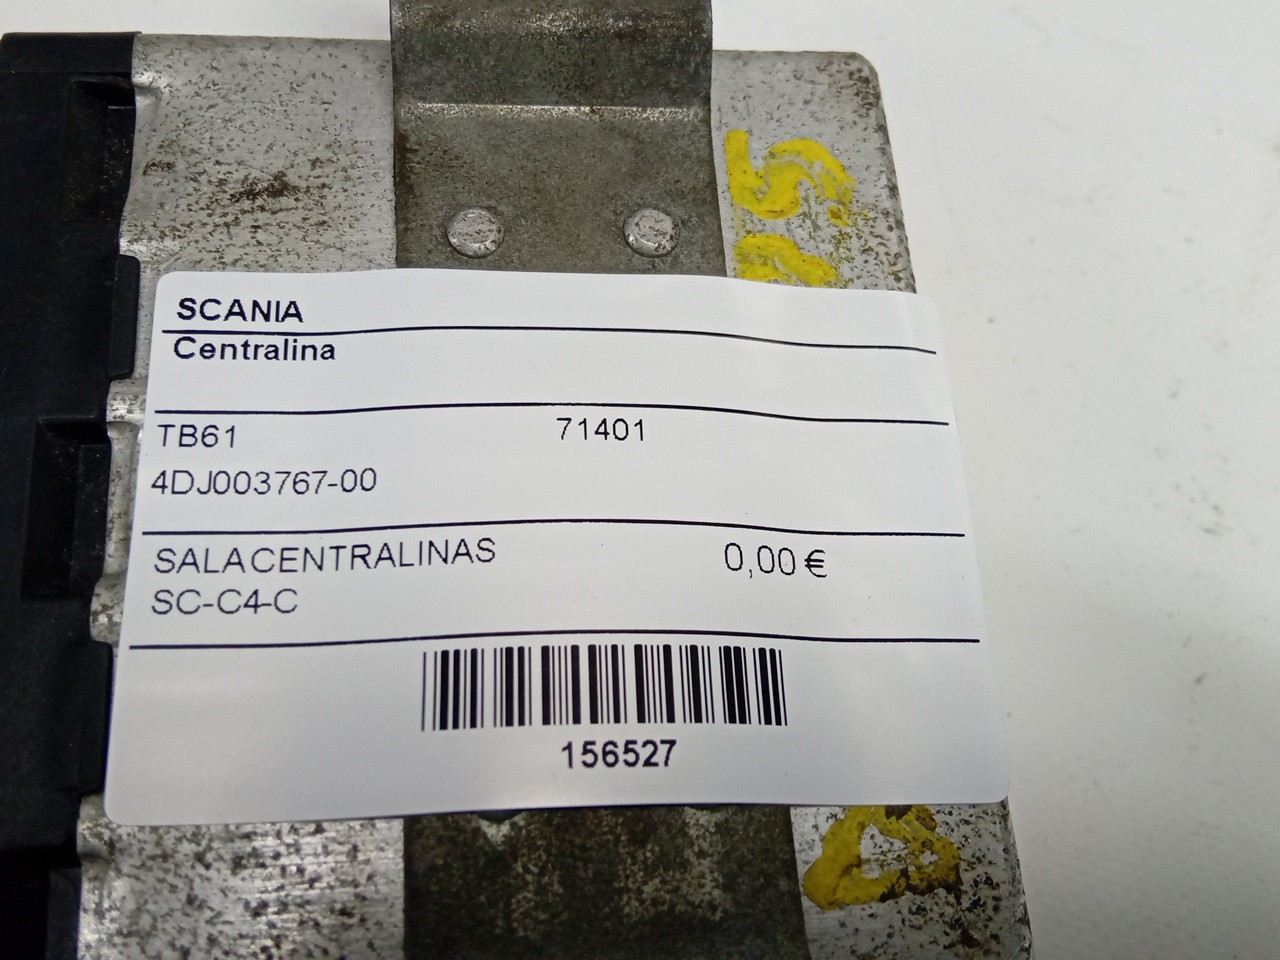 SCANIA
Centralina
TB61 71401
4DJ003767-00
SALACENTRALINAS 0,00 €
SC-C4-C
156527